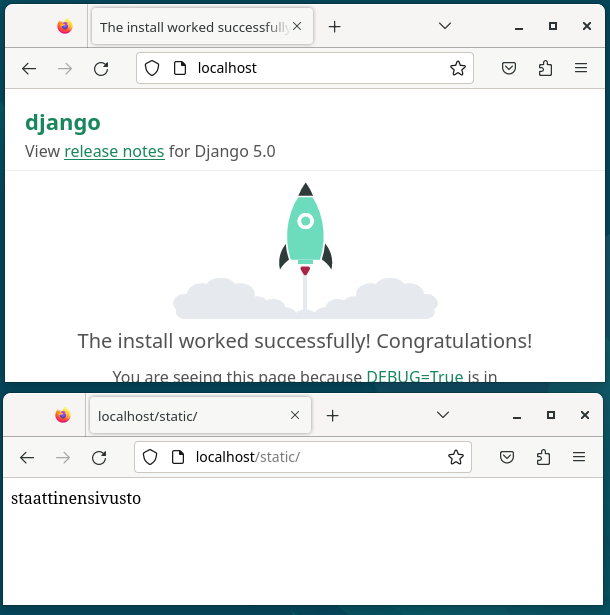 The install worked successfully
localhost
django
View release notes for Django 5.0
The install worked successfully! Congratulations!
You are seeing this page because DEBUG=True is in
localhost/static/
localhost/static/
staattinensivusto